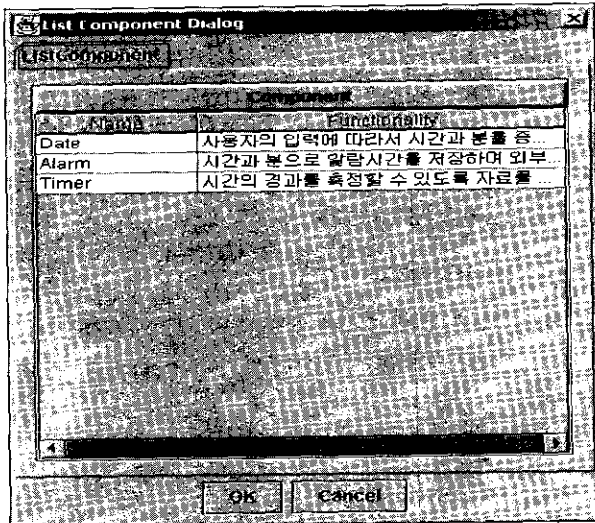 List Component Dialog
ListComponent
Component
Name Functionality
Date 사용자의 입력에 따라서 시간과 분을 증...
Alarm 시간과 분으로 알람시간를 저장하며 외부...
Timer 시간의 경과를 측정할 수 있도록 자료를 ...
OK Cancel